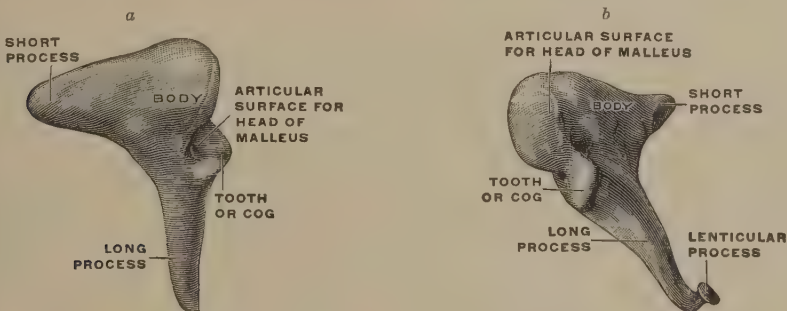 a
SHORT
PROCESS
BODY
ARTICULAR
SURFACE FOR
HEAD OF
MALLEUS
TOOTH
OR COG
LONG
PROCESS
b
ARTICULAR SURFACE
FOR HEAD OF MALLEUS
BODY
SHORT
PROCESS
TOOTH
OR COG
LONG
PROCESS
LENTICULAR
PROCESS